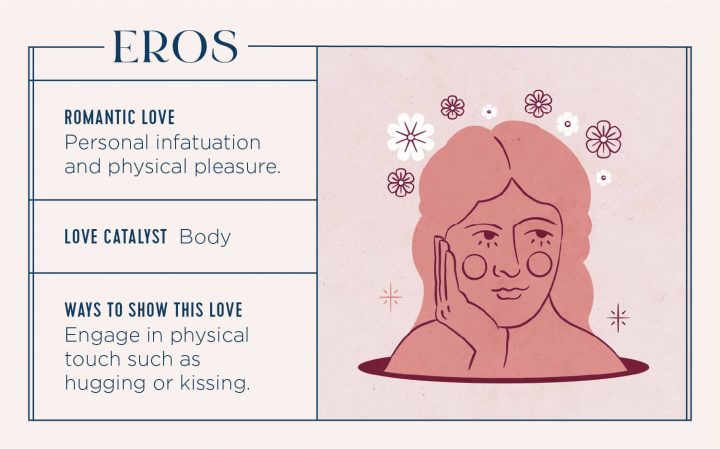 EROS
ROMANTIC LOVE
Personal infatuation
and physical pleasure.
LOVE CATALYST Body
WAYS TO SHOW THIS LOVE
Engage in physical
touch such as
hugging or kissing.